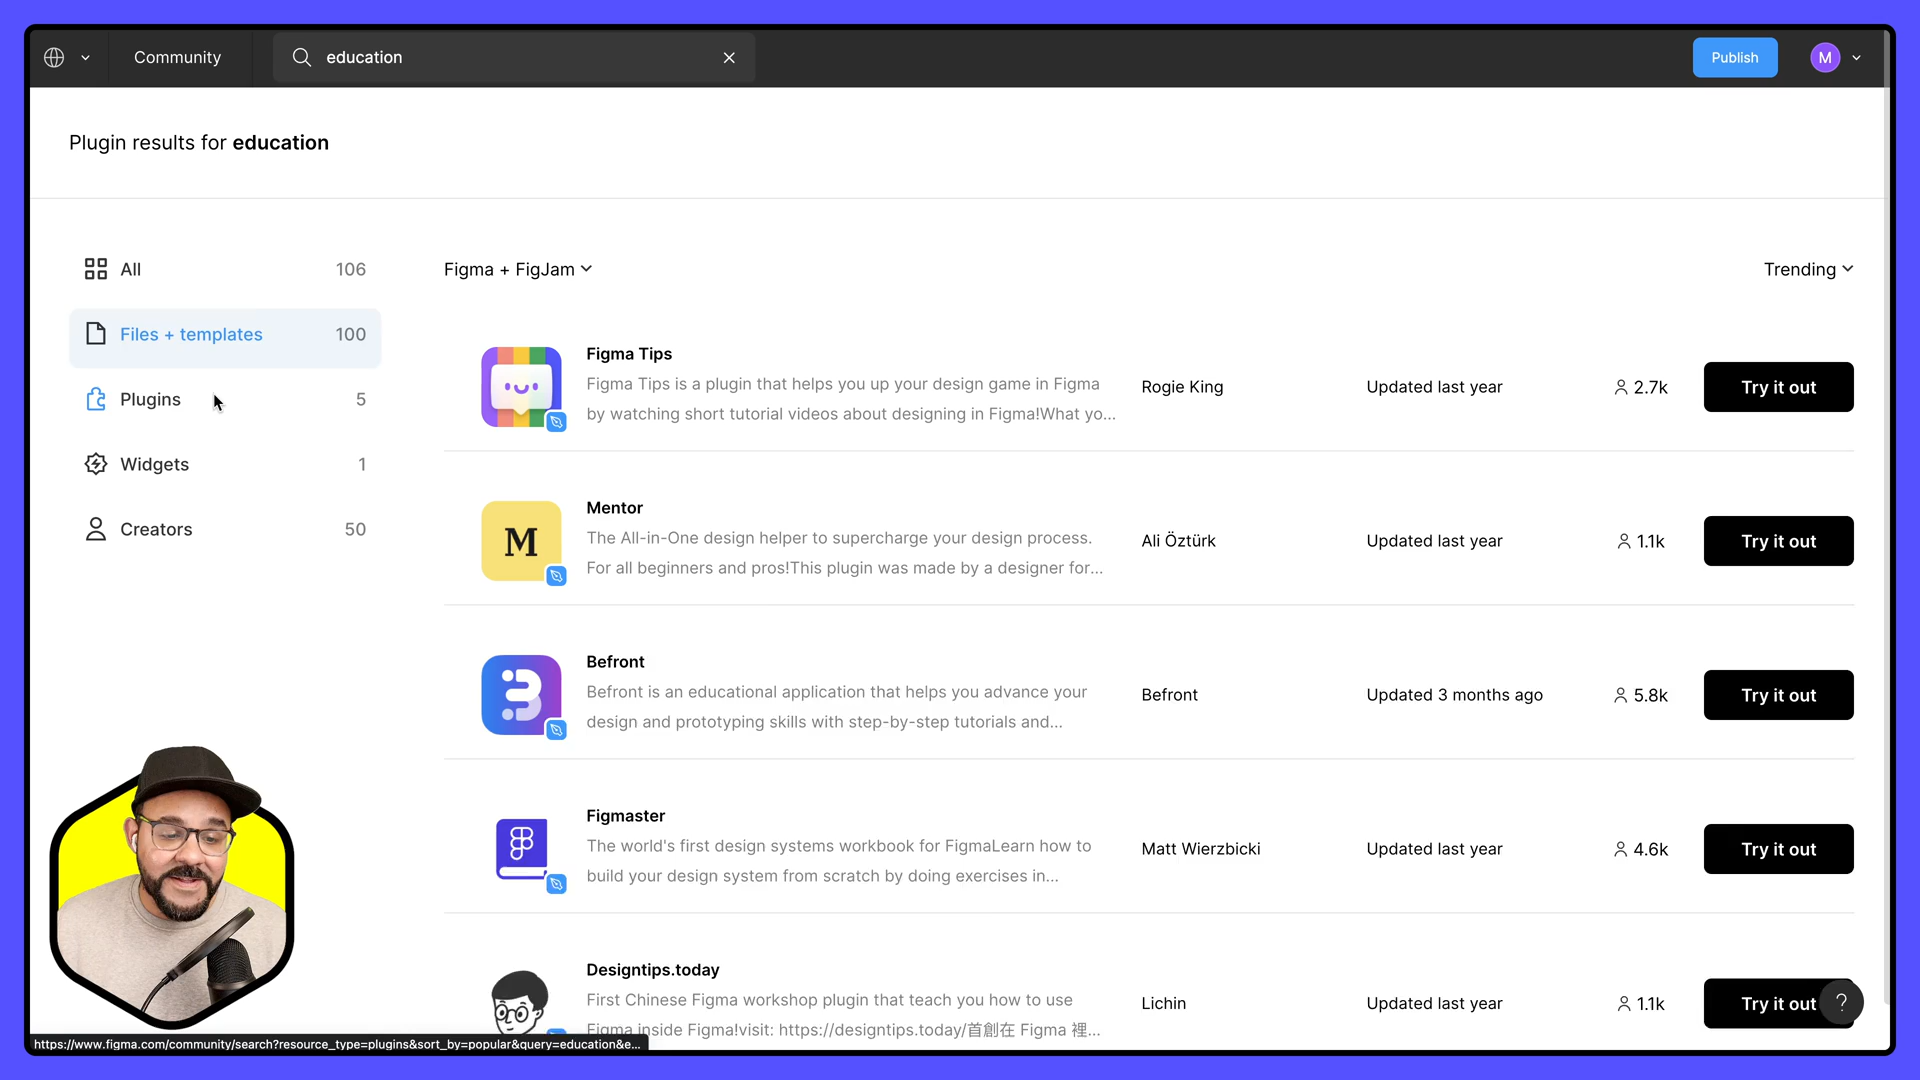 Community
education
Publish
M
Plugin results for education
All 106
Files + templates 100
Plugins 5
Widgets 1
Creators 50
Figma + FigJam
Trending
Figma Tips
Figma Tips is a plugin that helps you up your design game in Figma
by watching short tutorial videos about designing in Figma!What yo...
Rogie King
Updated last year
2.7k
Try it out
M
Mentor
The All-in-One design helper to supercharge your design process.
For all beginners and pros!This plugin was made by a designer for...
Ali Öztürk
Updated last year
1.1k
Try it out
Befront
Befront is an educational application that helps you advance your
design and prototyping skills with step-by-step tutorials and...
Befront
Updated 3 months ago
5.8k
Try it out
Figmaster
The world's first design systems workbook for FigmaLearn how to
build your design system from scratch by doing exercises in...
Matt Wierzbicki
Updated last year
4.6k
Try it out
Designtips.today
First Chinese Figma workshop plugin that teach you how to use
Figma inside Figma!visit: https://designtips.today/首創在 Figma 裡...
Lichin
Updated last year
1.1k
Try it out
?
https://www.figma.com/community/search?resource_type=plugins&sort_by=popular&query=education&e...